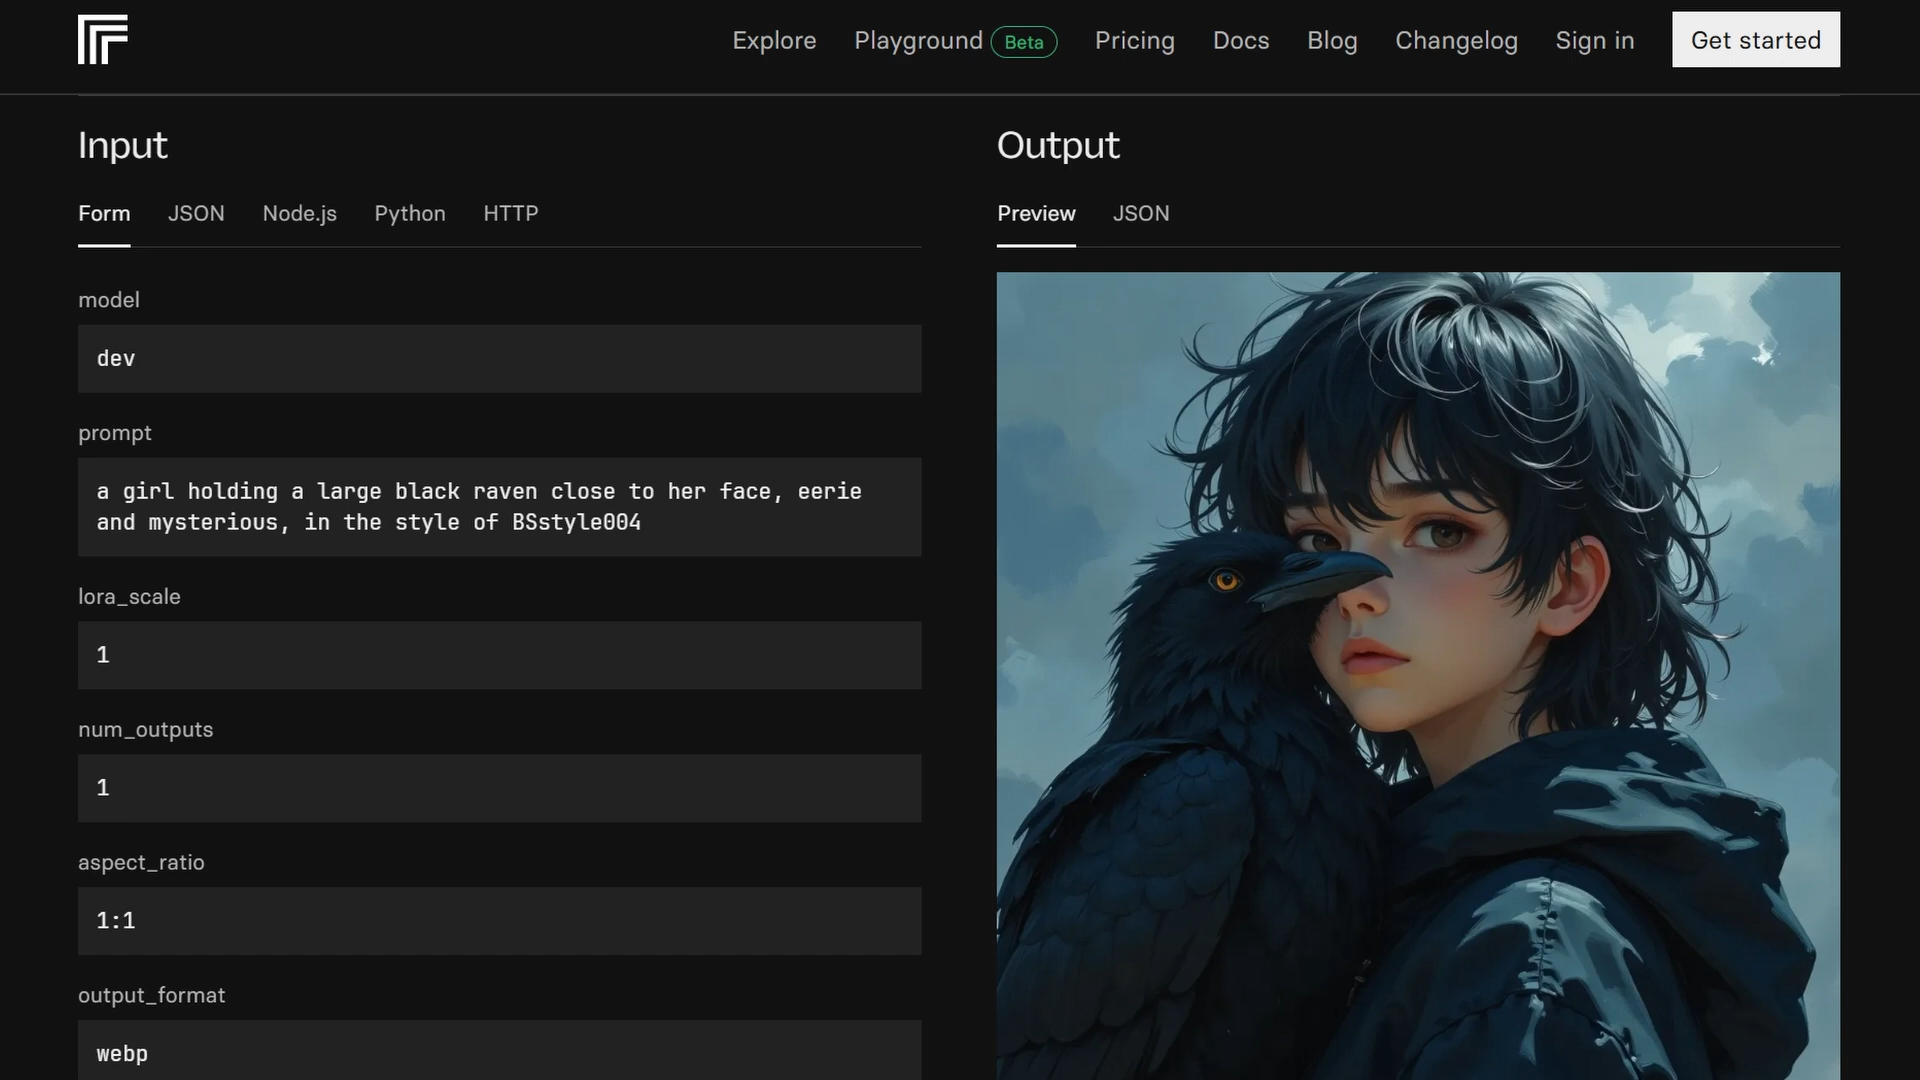 Explore
Playground
Beta
Pricing
Docs
Blog
Changelog
Sign in
Get started
Input
Form
JSON
Node.js
Python
HTTP
model
dev
prompt
a girl holding a large black raven close to her face, eerie
and mysterious, in the style of BSstyle004
lora_scale
1
num_outputs
1
aspect_ratio
1:1
output_format
webp
Output
Preview
JSON